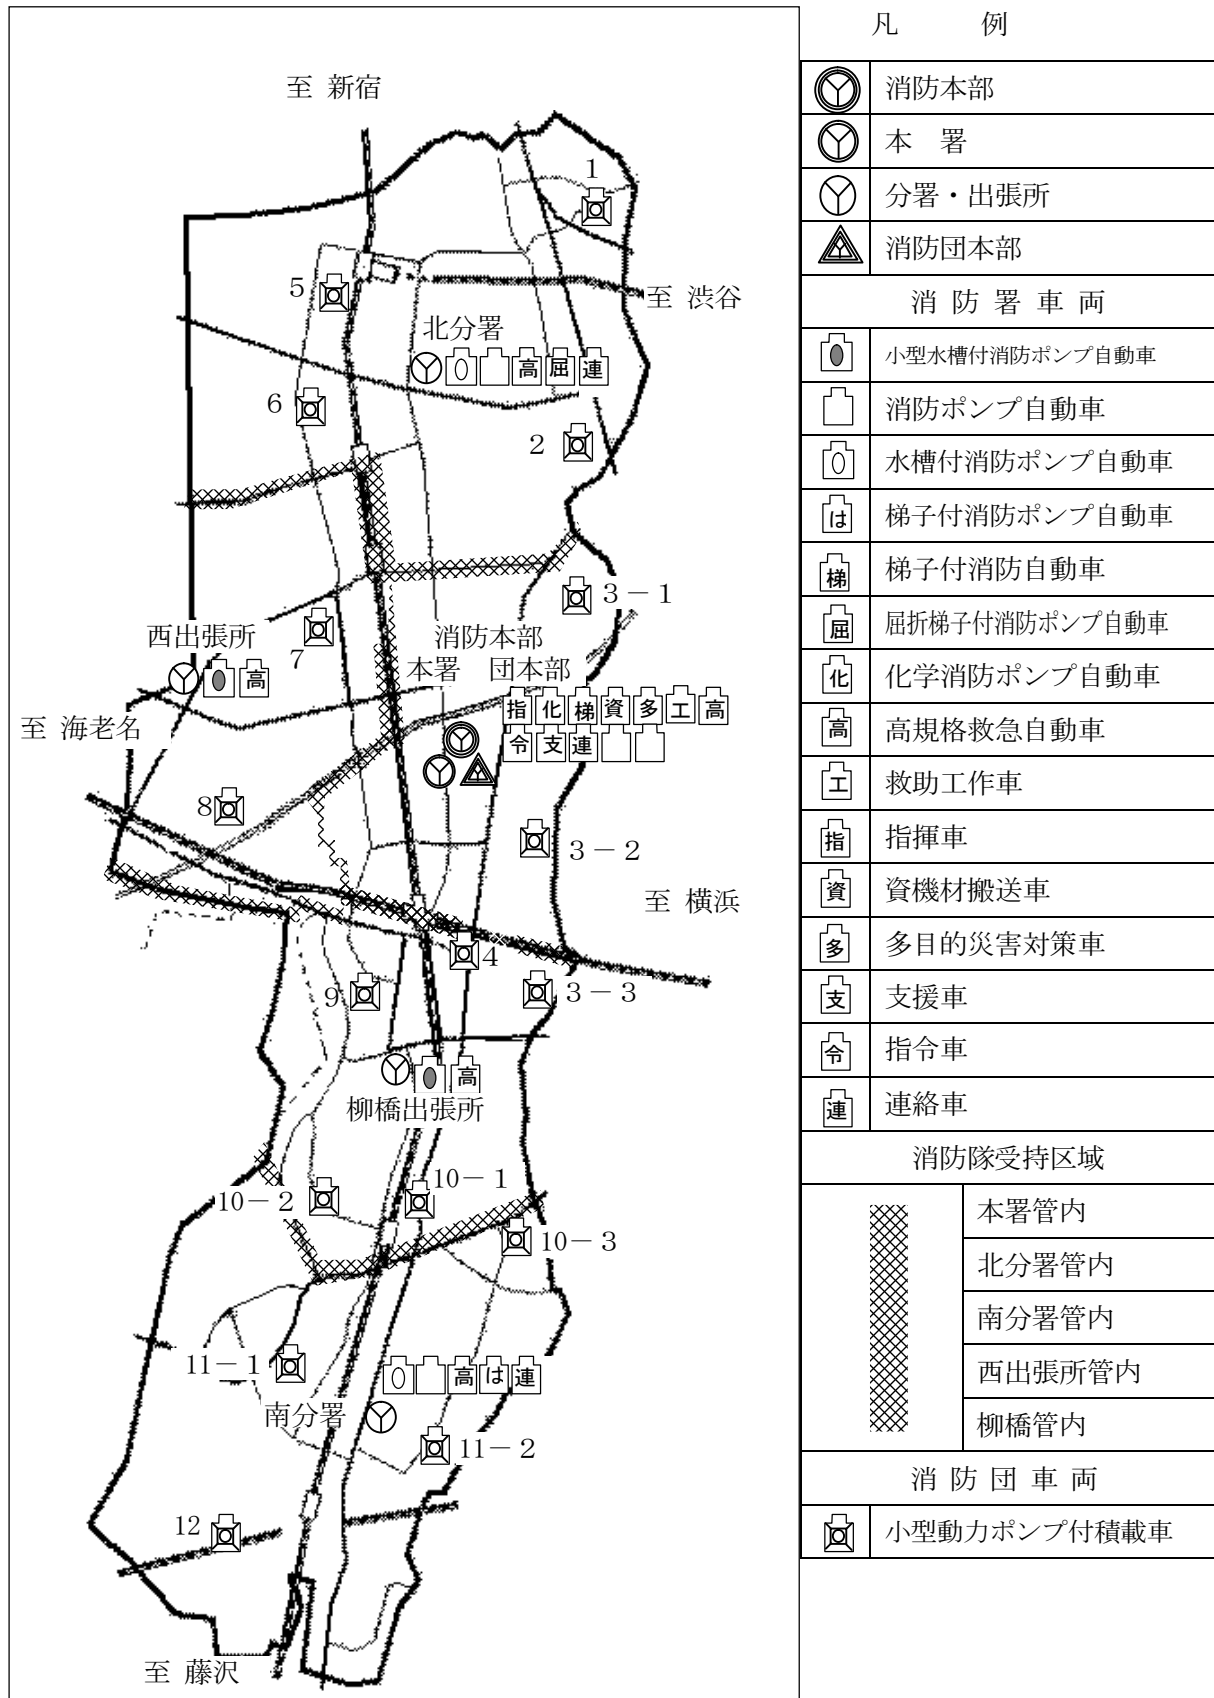 至 新宿
1
5
至 渋谷
北分署
高 屈 連
6
2
3－1
西出張所
高
7
消防本部
本署 団本部
指 化 梯 資 多 工 高
令 支 連
至 海老名
8
3－2
至 横浜
4
9
3－3
高
柳橋出張所
10－2
10－1
10－3
11－1
高 は 連
南分署
11－2
12
至 藤沢
凡 例
消防本部
本 署
分署・出張所
消防団本部
消 防 署 車 両
小型水槽付消防ポンプ自動車
消防ポンプ自動車
水槽付消防ポンプ自動車
は 梯子付消防ポンプ自動車
梯 梯子付消防自動車
屈 屈折梯子付消防ポンプ自動車
化 化学消防ポンプ自動車
高 高規格救急自動車
工 救助工作車
指 指揮車
資 資機材搬送車
多 多目的災害対策車
支 支援車
令 指令車
連 連絡車
消防隊受持区域
本署管内
北分署管内
南分署管内
西出張所管内
柳橋管内
消 防 団 車 両
小型動力ポンプ付積載車